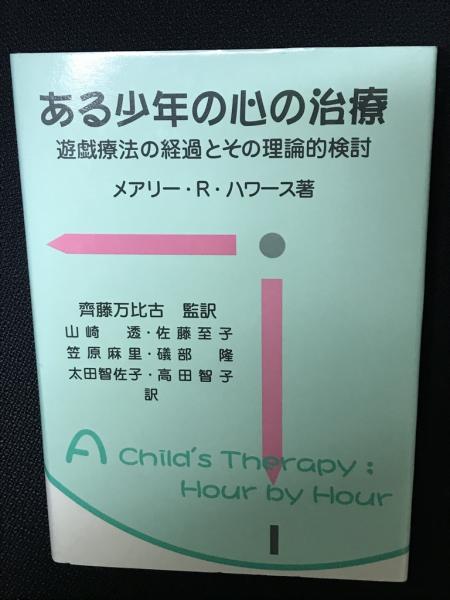 ある少年の心の治療
遊戯療法の経過とその理論的検討
メアリー・R・ハワース著
齊藤万比古 監訳
山崎 透・佐藤至子
笠原麻里・礒部 隆
太田智佐子・高田智子
訳
A Child's Therapy;
Hour by Hour